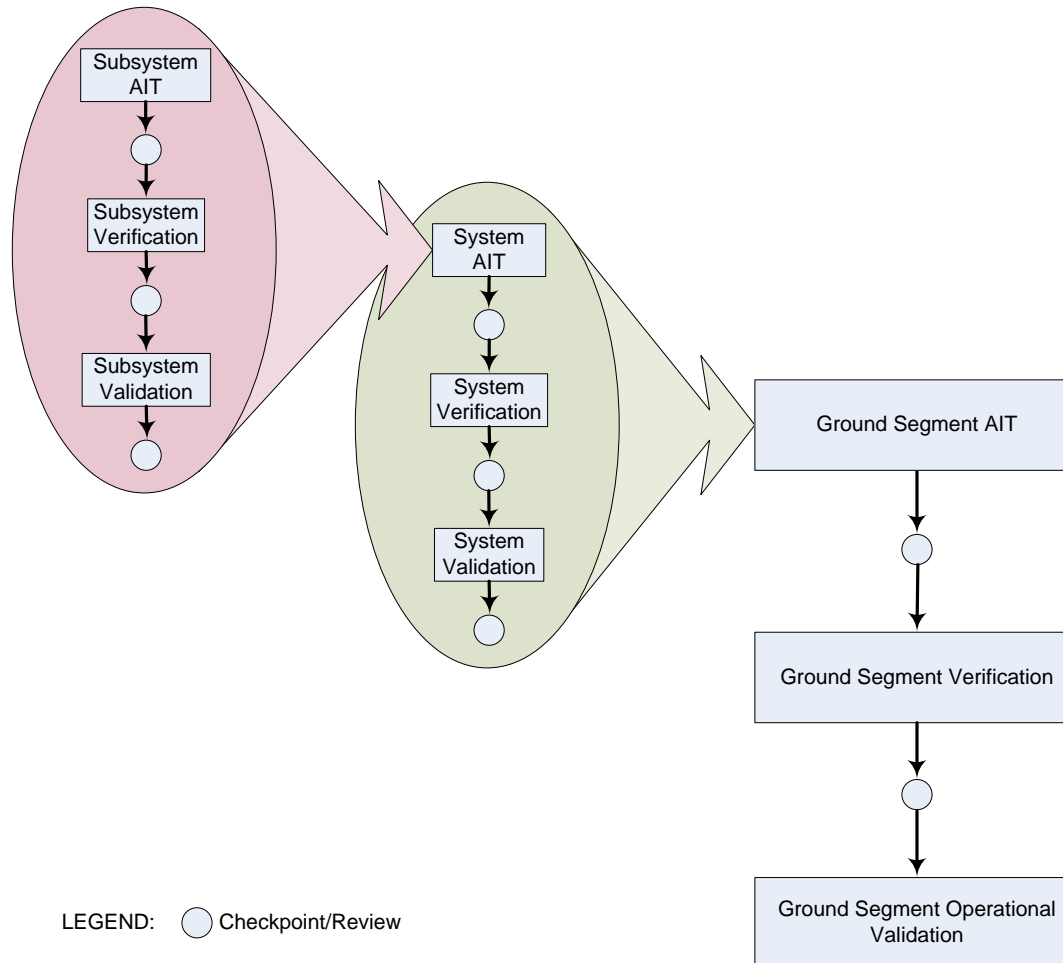 Subsystem
AIT
Subsystem
Verification
Subsystem
Validation
System
AIT
System
Verification
System
Validation
Ground Segment AIT
Ground Segment Verification
Ground Segment Operational
Validation
LEGEND:
Checkpoint/Review